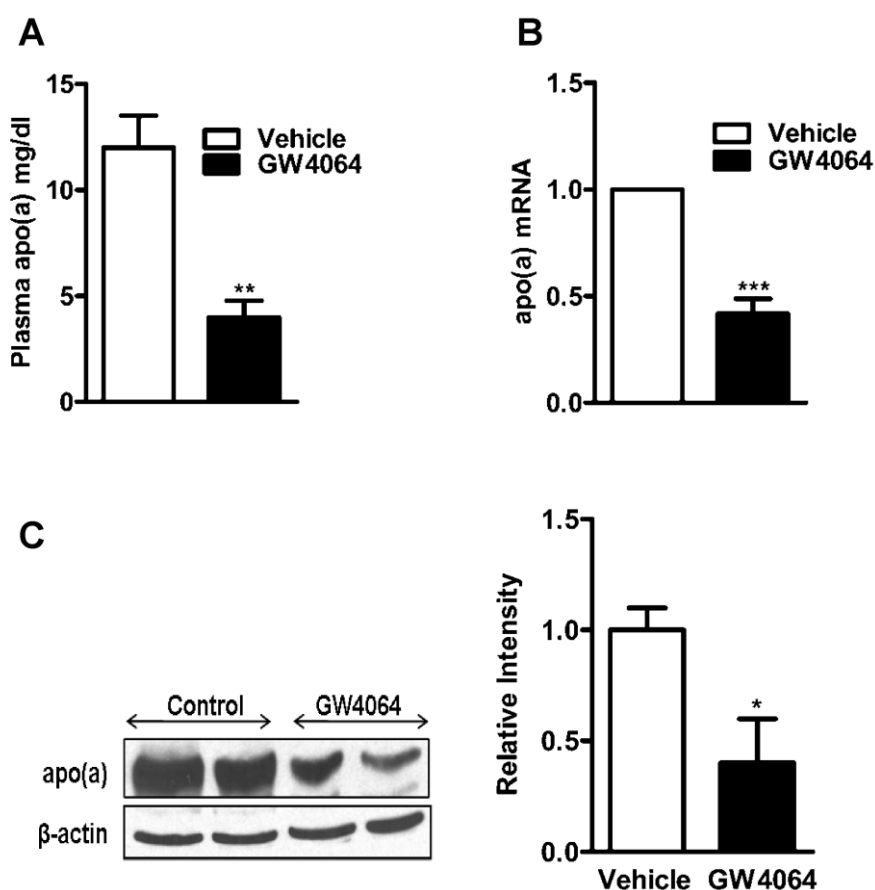 A
Plasma apo(a) mg/dl
15
10
5
0
Vehicle
GW4064
**
B
apo(a) mRNA
1.5
1.0
0.5
0.0
Vehicle
GW4064
***
C
Control
GW4064
apo(a)
β-actin
Relative Intensity
1.5
1.0
0.5
0.0
*
Vehicle GW4064